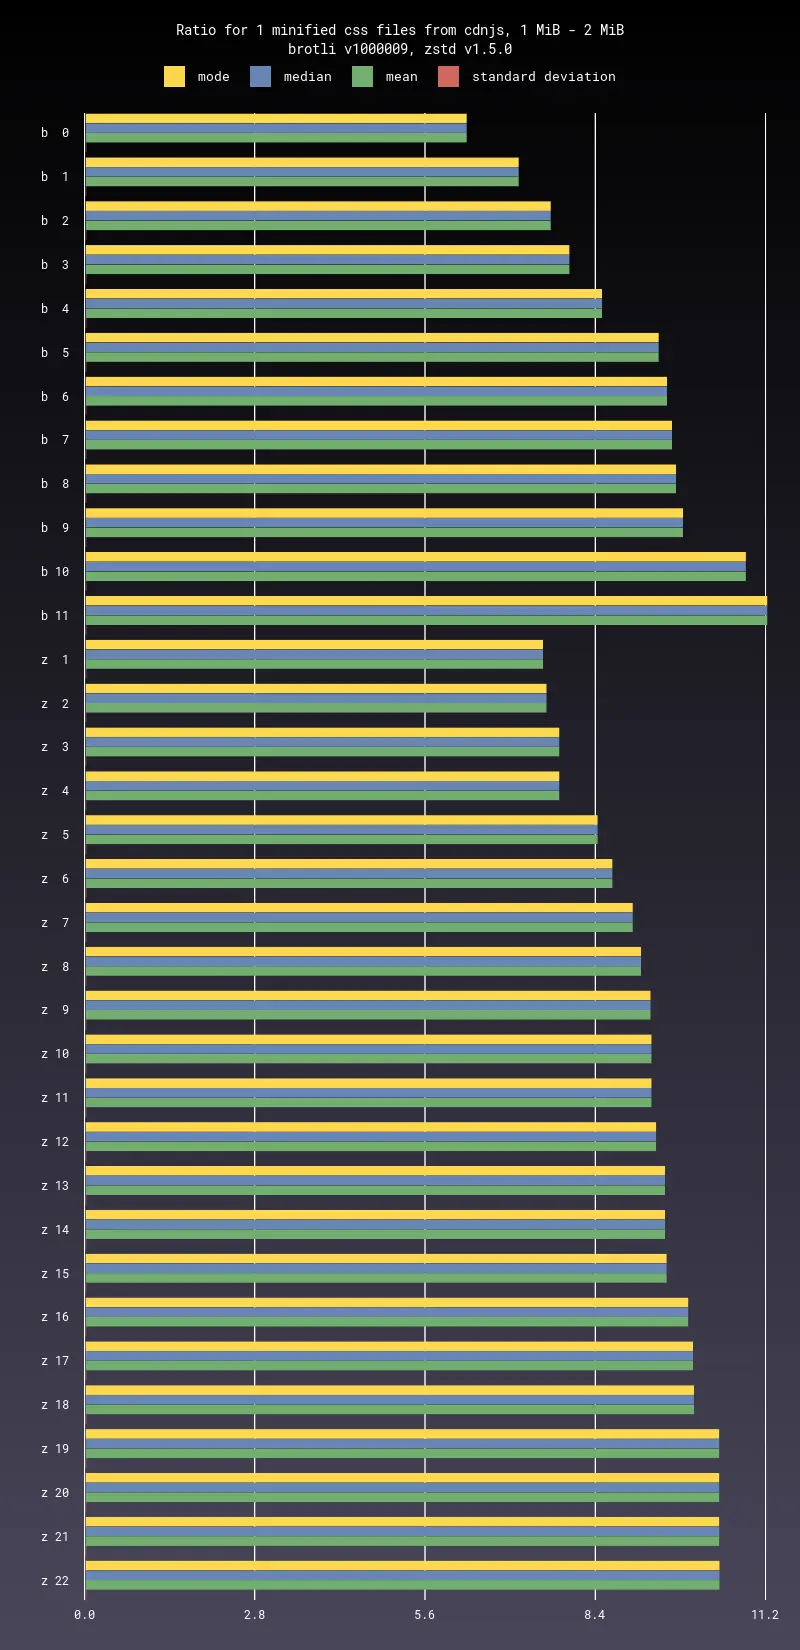 Ratio for 1 minified css files from cdnjs, 1 MiB - 2 MiB
brotli v1000009, zstd v1.5.0
mode median mean standard deviation
b 0
b 1
b 2
b 3
b 4
b 5
b 6
b 7
b 8
b 9
b 10
b 11
z 1
z 2
z 3
z 4
z 5
z 6
z 7
z 8
z 9
z 10
z 11
z 12
z 13
z 14
z 15
z 16
z 17
z 18
z 19
z 20
z 21
z 22
0.0 2.8 5.6 8.4 11.2